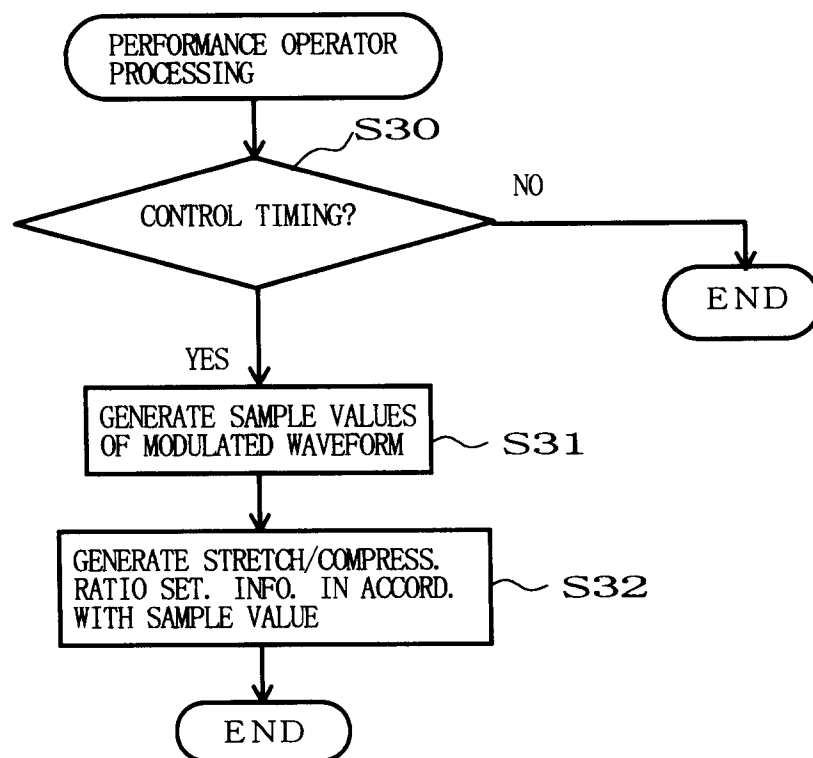 PERFORMANCE OPERATOR
PROCESSING
S30
CONTROL TIMING?
NO
END
YES
GENERATE SAMPLE VALUES
OF MODULATED WAVEFORM
S31
GENERATE STRETCH/COMPRESS.
RATIO SET. INFO. IN ACCORD.
WITH SAMPLE VALUE
S32
END